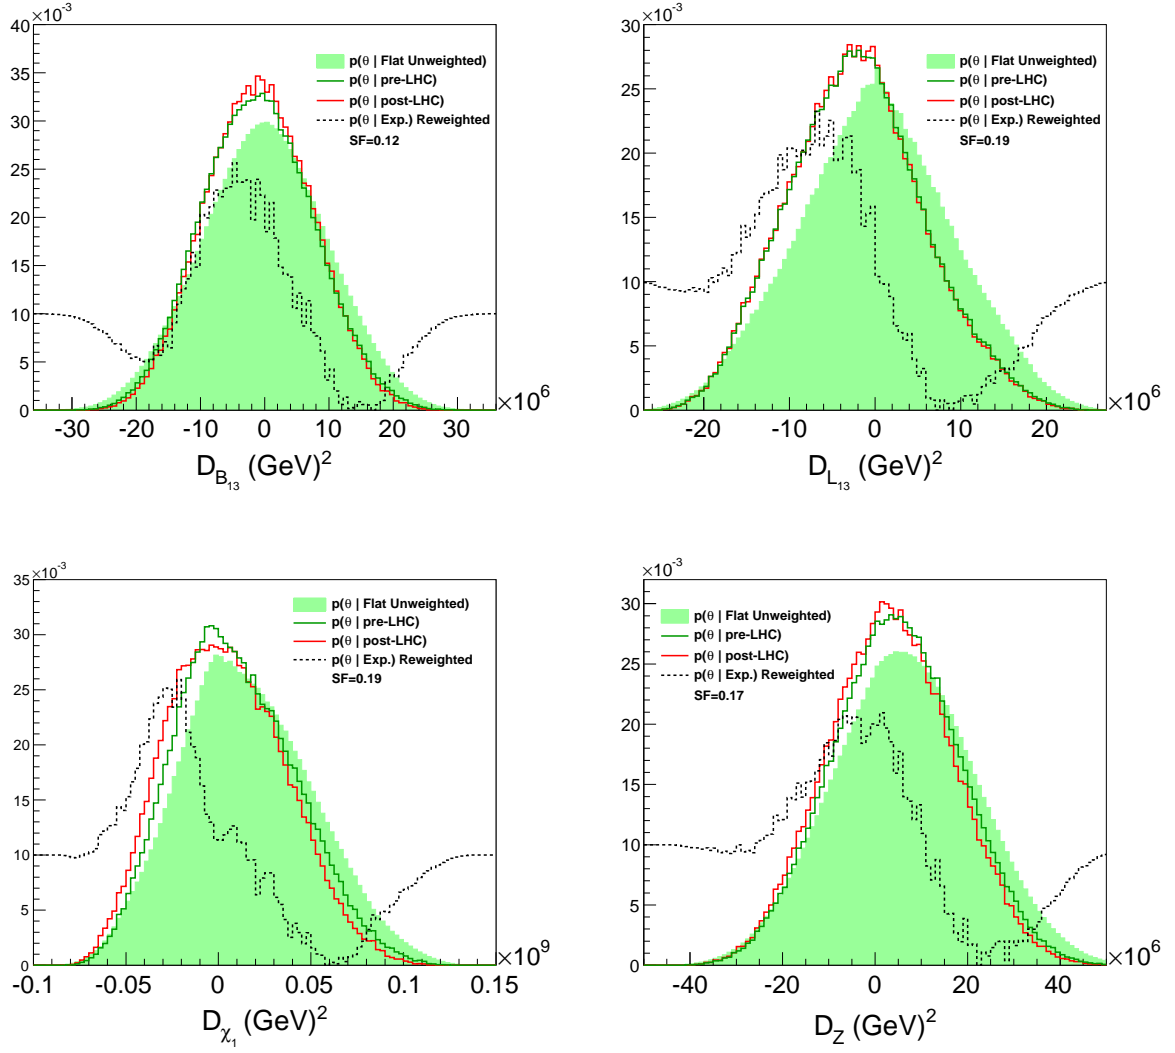 ×10⁻³
40
35
30
25
20
15
10
5
0
p(θ | Flat Unweighted)
p(θ | pre-LHC)
p(θ | post-LHC)
p(θ | Exp.) Reweighted
SF=0.12
-30 -20 -10 0 10 20 30
×10⁶
D_{B_{13}} (GeV)²
×10⁻³
30
25
20
15
10
5
0
p(θ | Flat Unweighted)
p(θ | pre-LHC)
p(θ | post-LHC)
p(θ | Exp.) Reweighted
SF=0.19
-20 -10 0 10 20
×10⁶
D_{L_{13}} (GeV)²
×10⁻³
35
30
25
20
15
10
5
0
p(θ | Flat Unweighted)
p(θ | pre-LHC)
p(θ | post-LHC)
p(θ | Exp.) Reweighted
SF=0.19
-0.1 -0.05 0 0.05 0.1 0.15
×10⁹
D_{χ_1} (GeV)²
×10⁻³
30
25
20
15
10
5
0
p(θ | Flat Unweighted)
p(θ | pre-LHC)
p(θ | post-LHC)
p(θ | Exp.) Reweighted
SF=0.17
-40 -20 0 20 40
×10⁶
D_Z (GeV)²